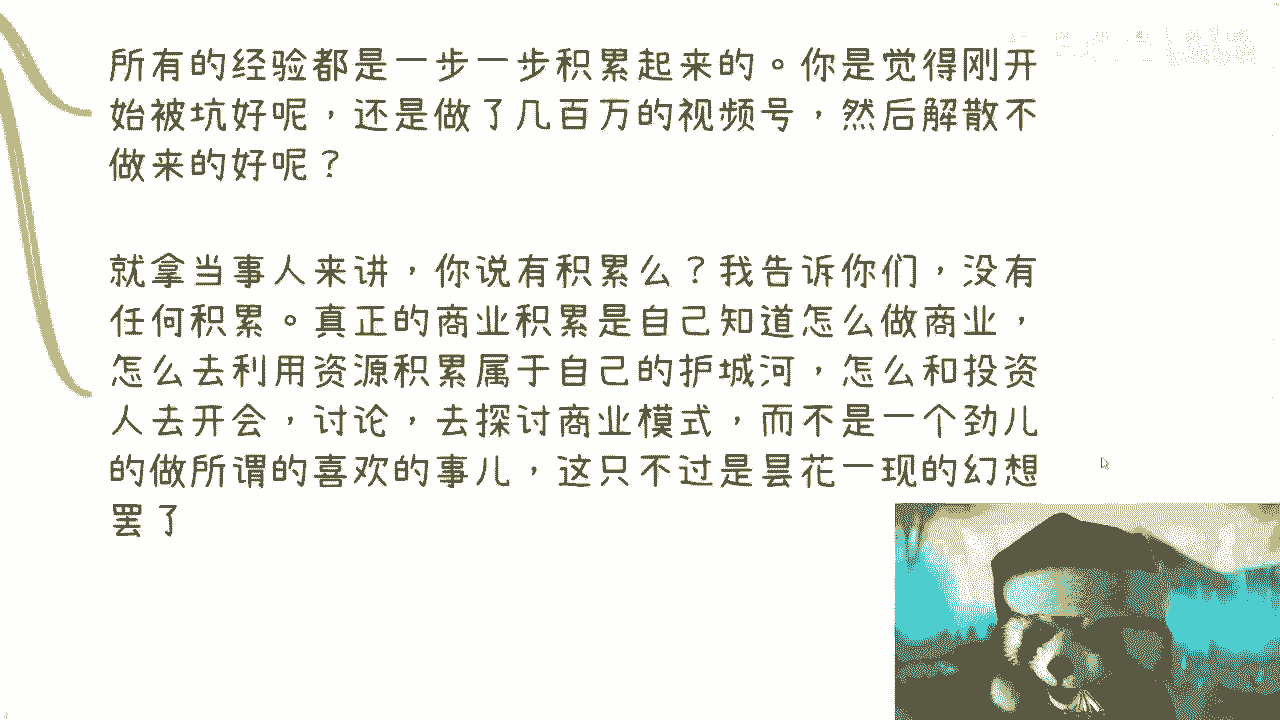 所有的经验都是一步一步积累起来的。你是觉得刚开
始被坑好呢，还是做了几百万的视频号，然后解散不
做来的好呢？
就拿当事人来讲，你说有积累么？我告诉你们，没有
任何积累。真正的商业积累是自己知道怎么做商业，
怎么去利用资源积累属于自己的护城河，怎么和投资
人去开会，讨论，去探讨商业模式，而不是一个劲儿
的做所谓的喜欢的事儿，这只不过是昙花一现的幻想
罢了